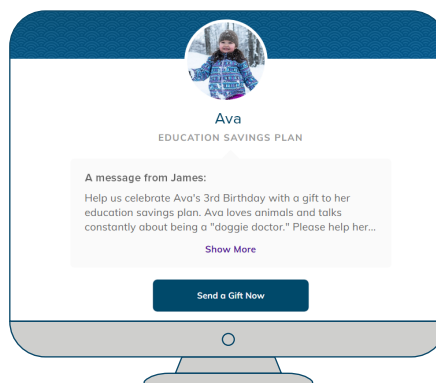 Ava
EDUCATION SAVINGS PLAN
A message from James:
Help us celebrate Ava's 3rd Birthday with a gift to her
education savings plan. Ava loves animals and talks
constantly about being a "doggie doctor." Please help her...
Show More
Send a Gift Now